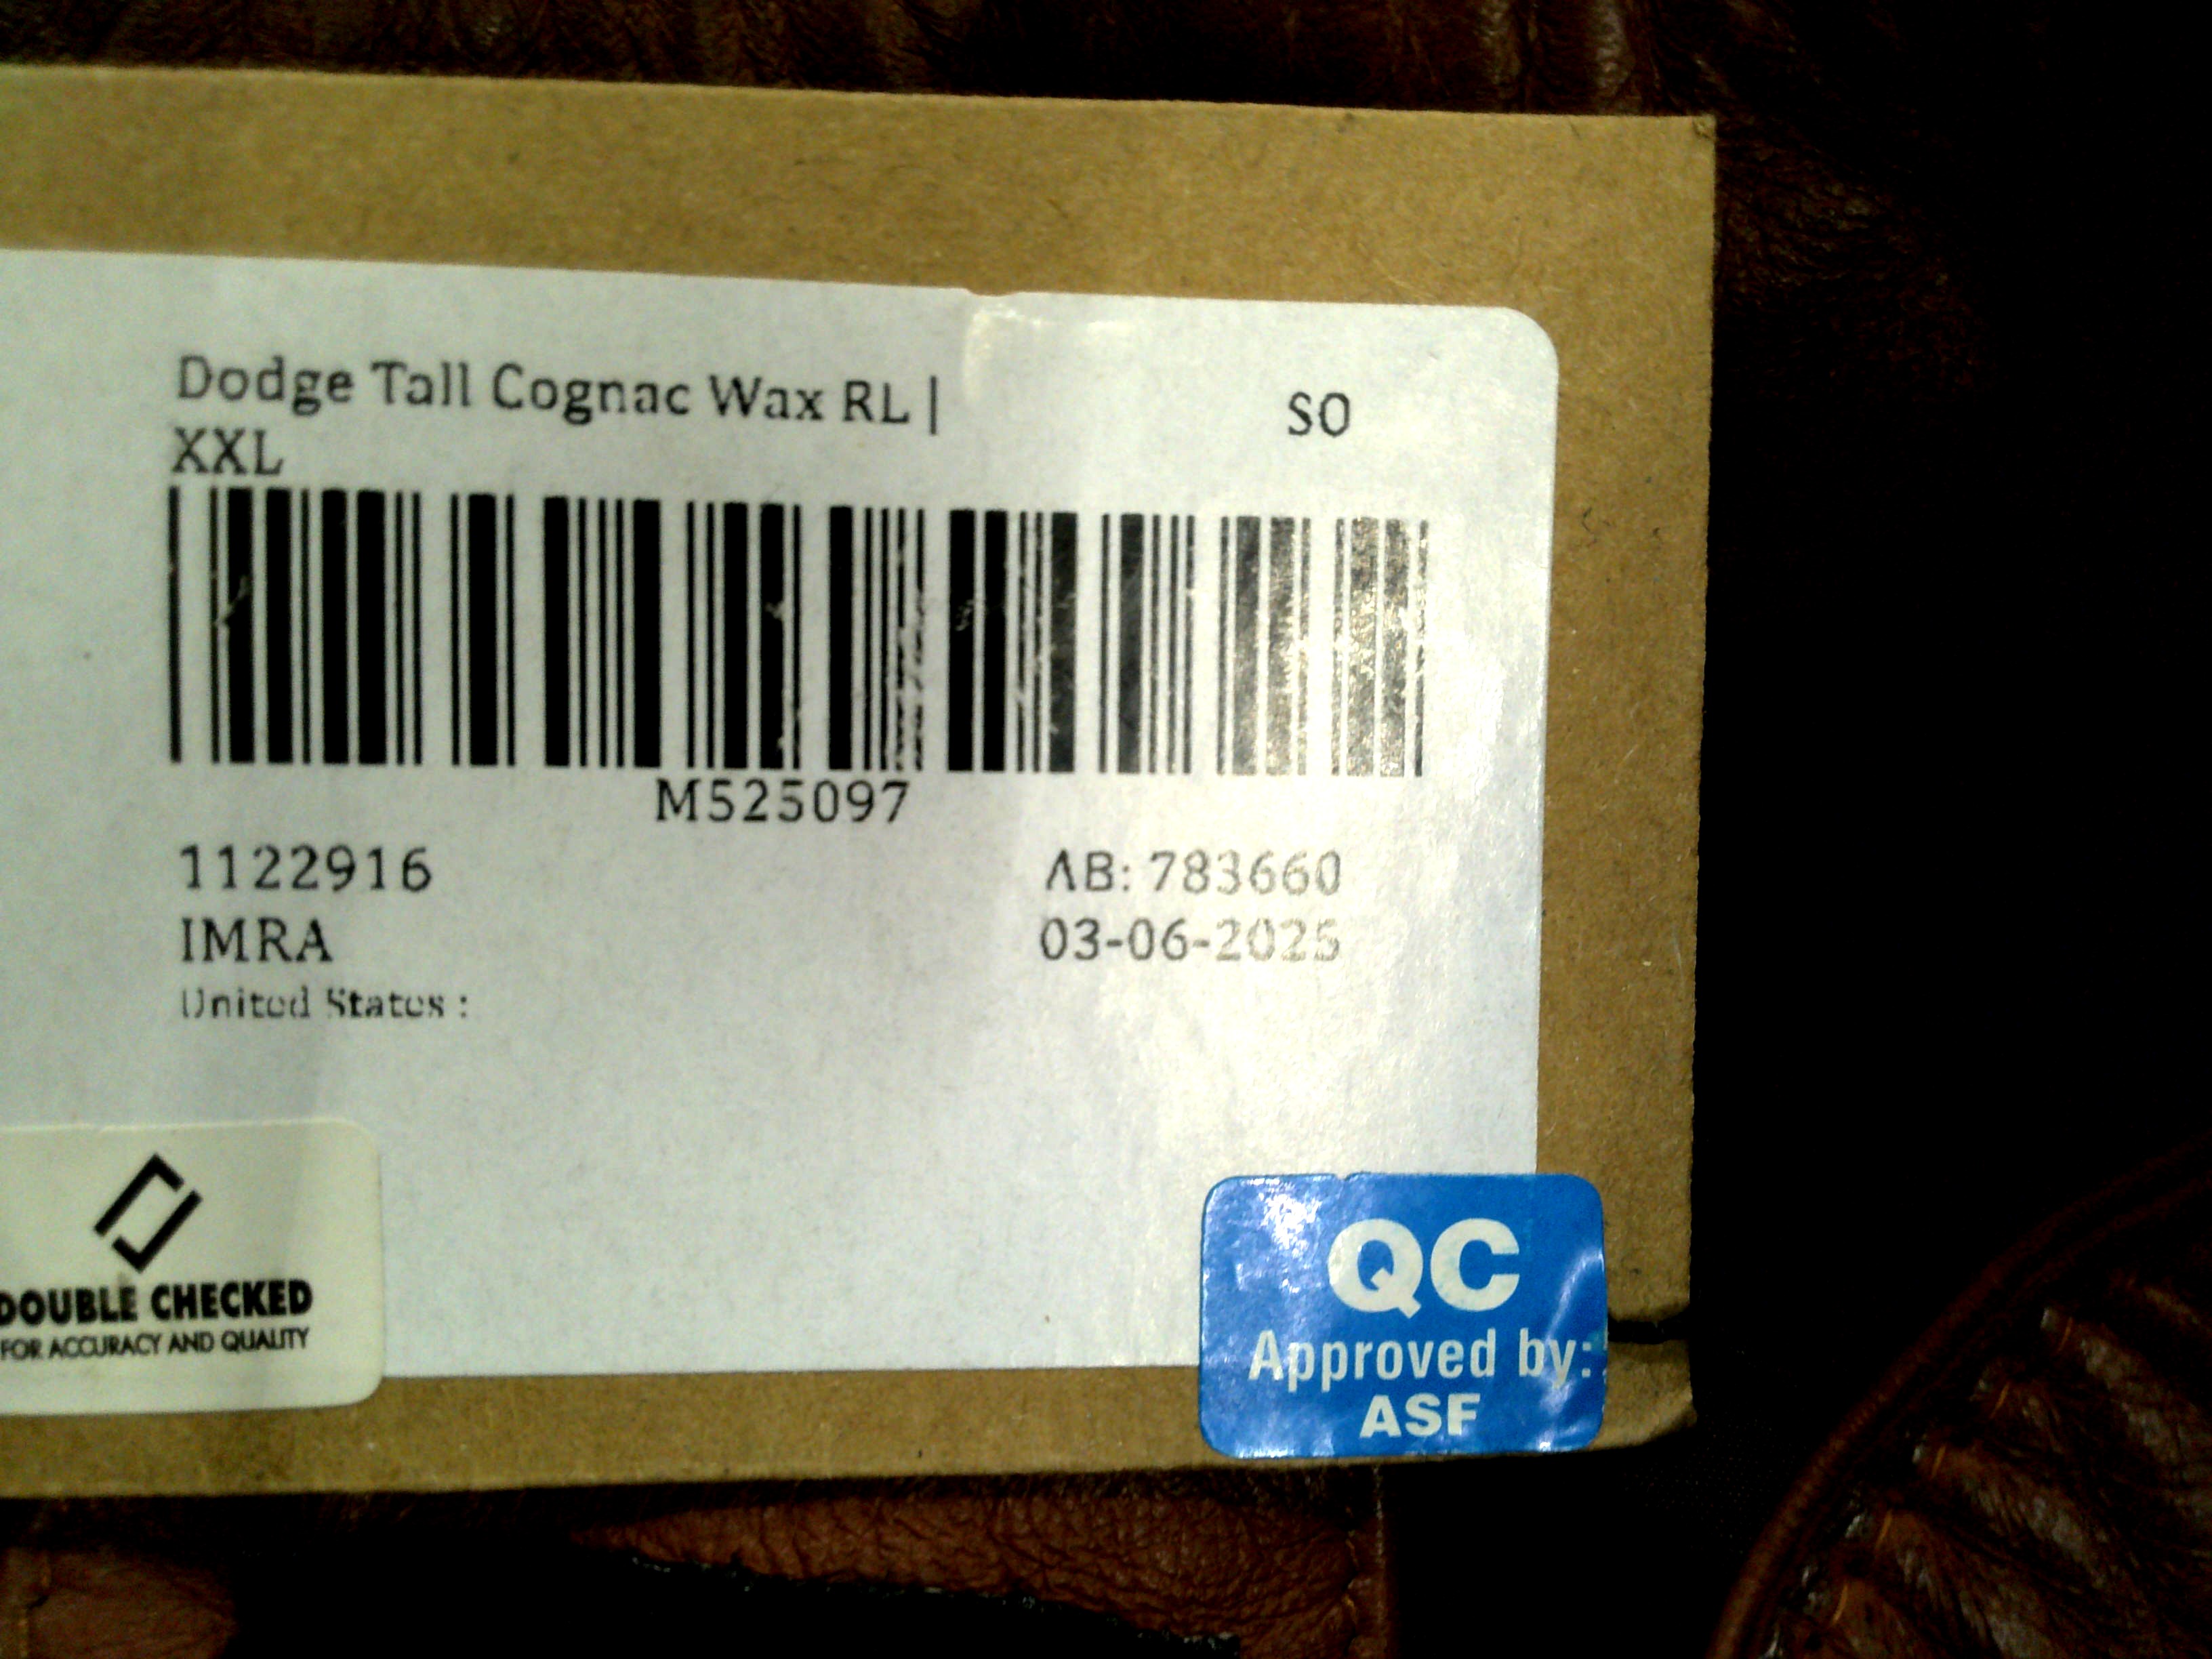 Dodge Tall Cognac Wax RL |
XXL
SO
M525097
1122916
AB: 783660
IMRA
03-06-2025
United States :
DOUBLE CHECKED
FOR ACCURACY AND QUALITY
QC
Approved by:
ASF